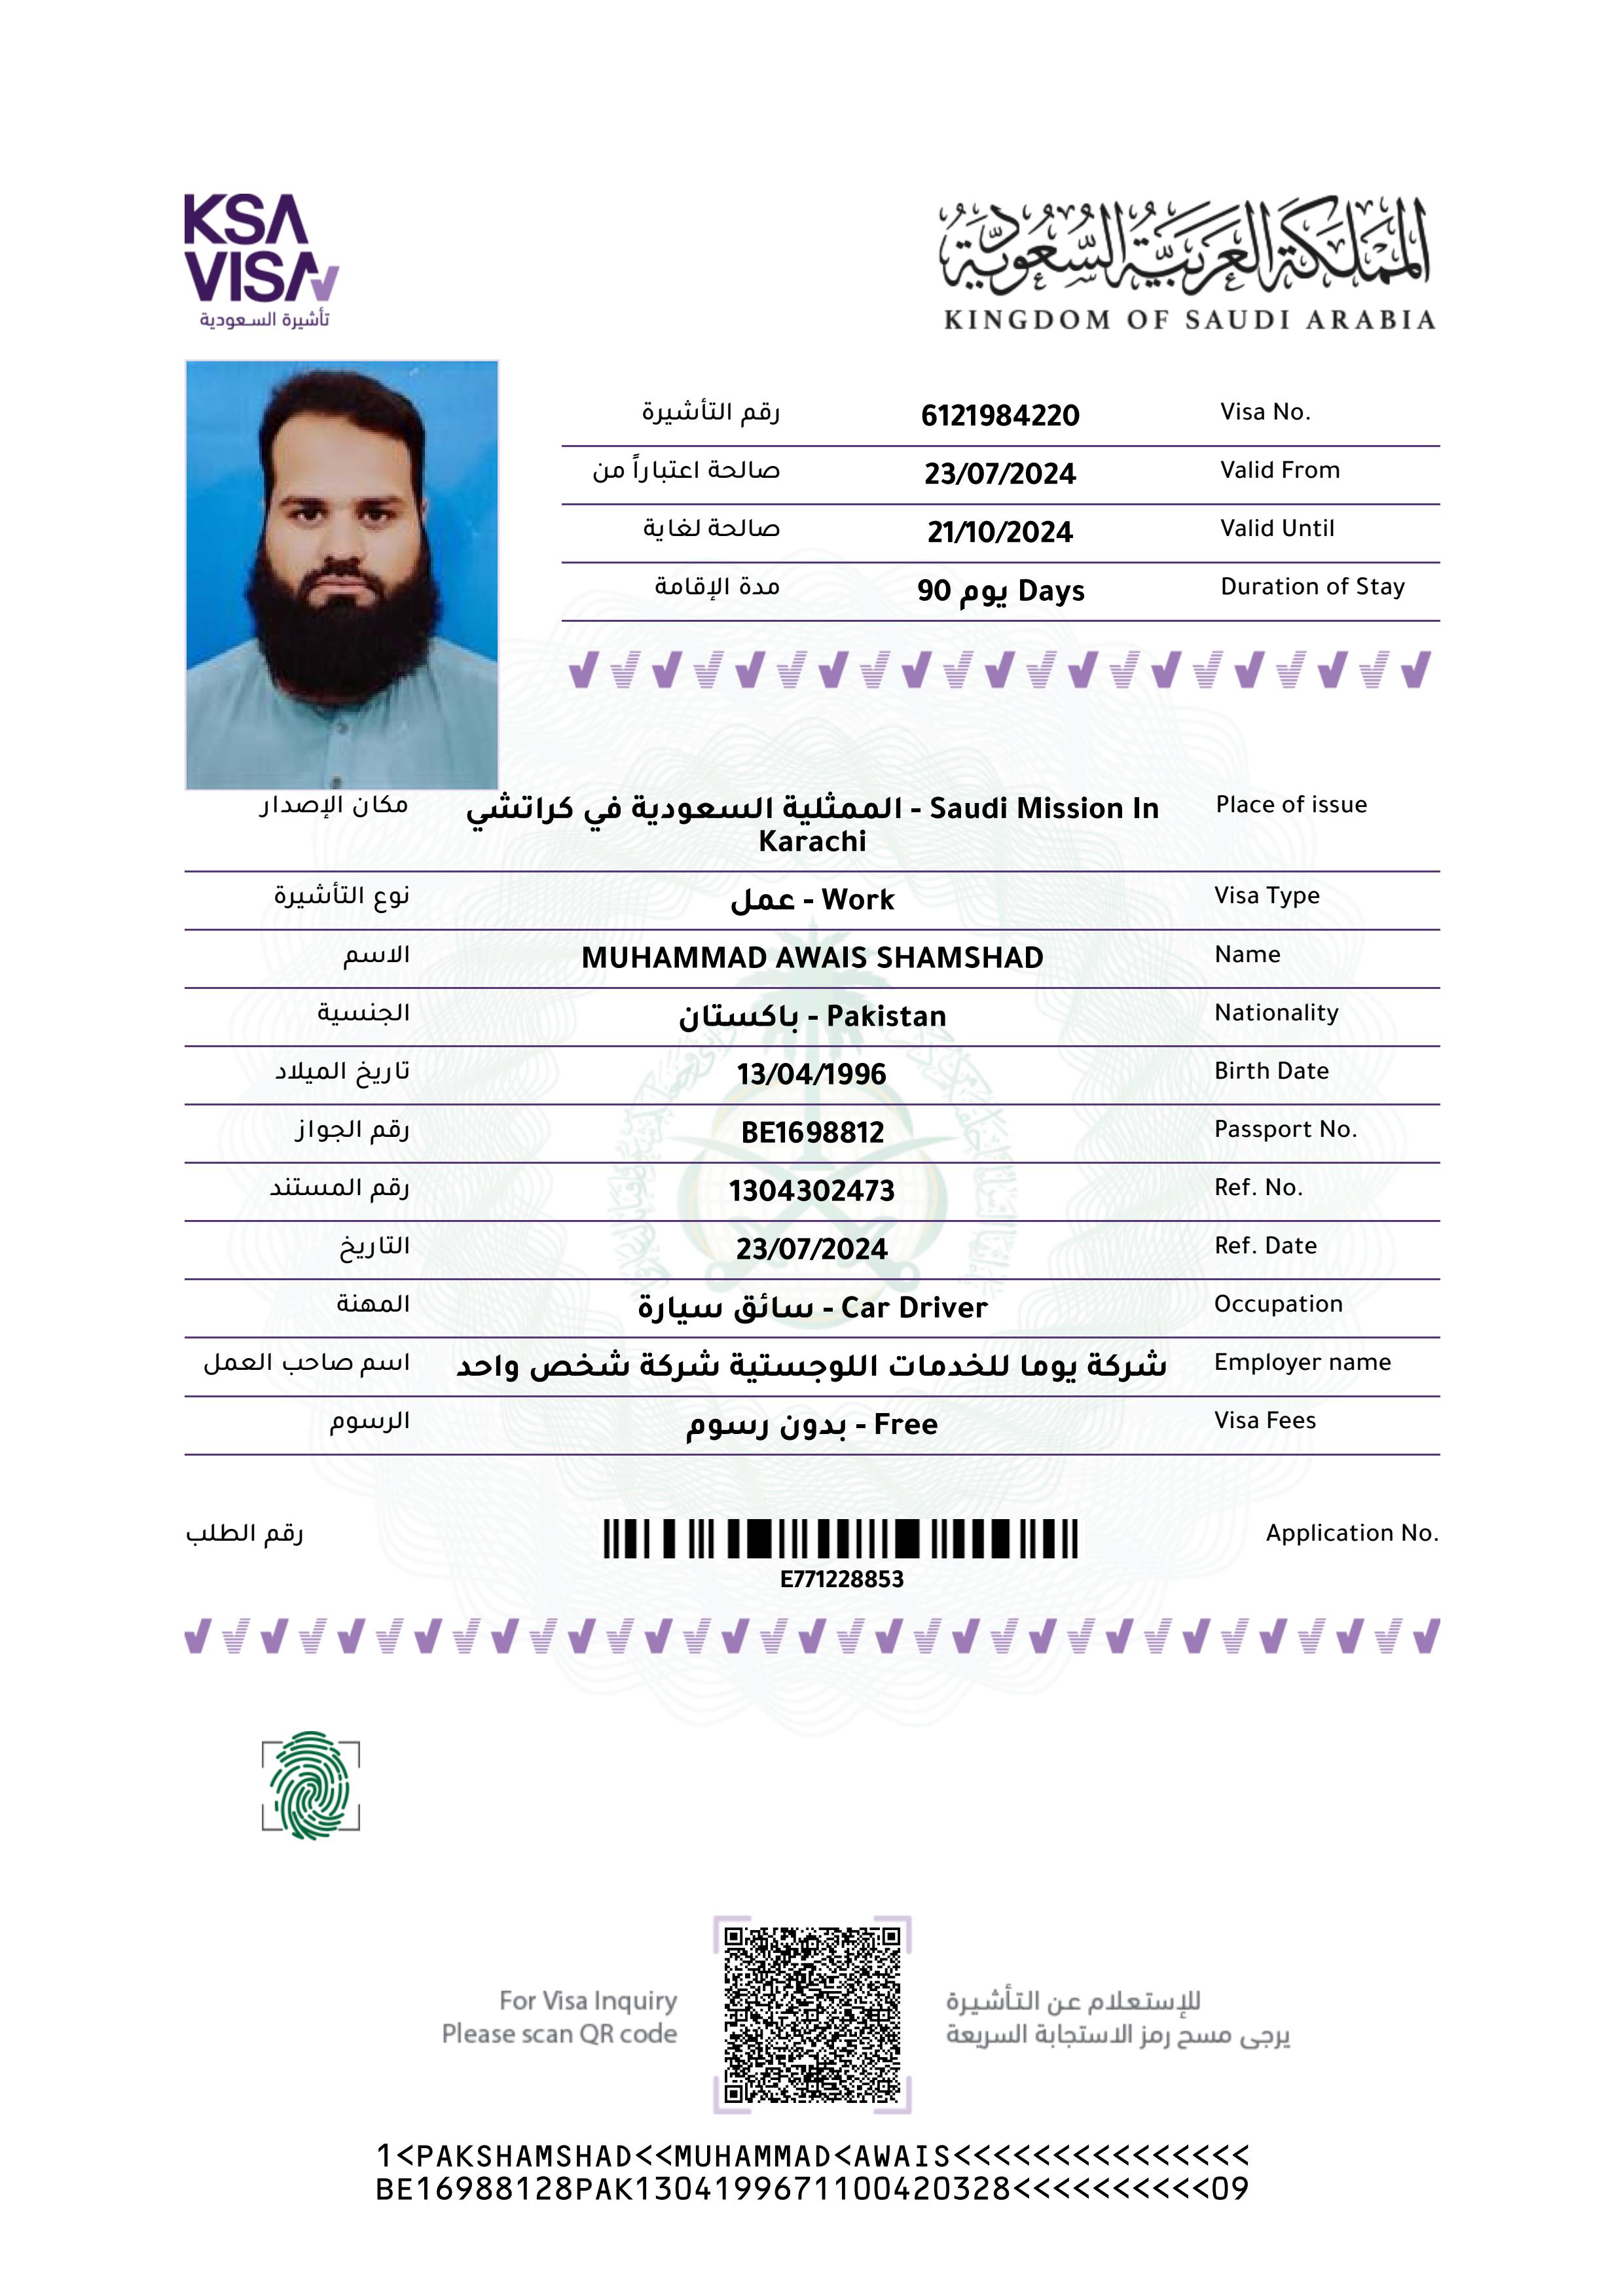 KSA
VISA
تأشيرة السعودية
المملكة العربية السعودية
KINGDOM OF SAUDI ARABIA
رقم التأشيرة 6121984220 Visa No.
صالحة اعتباراً من 23/07/2024 Valid From
صالحة لغاية 21/10/2024 Valid Until
مدة الإقامة 90 يوم Days Duration of Stay
مكان الإصدار الممثلية السعودية في كراتشي - Saudi Mission In Place of issue
Karachi
نوع التأشيرة عمل - Work Visa Type
الاسم MUHAMMAD AWAIS SHAMSHAD Name
الجنسية باكستان - Pakistan Nationality
تاريخ الميلاد 13/04/1996 Birth Date
رقم الجواز BE1698812 Passport No.
رقم المستند 1304302473 Ref. No.
التاريخ 23/07/2024 Ref. Date
المهنة سائق سيارة - Car Driver Occupation
اسم صاحب العمل شركة يوما للخدمات اللوجستية شركة شخص واحد Employer name
الرسوم بدون رسوم - Free Visa Fees
رقم الطلب Application No.
E771228853
For Visa Inquiry للإستعلام عن التأشيرة
Please scan QR code يرجى مسح رمز الاستجابة السريعة
1<PAKSHAMSHAD<<MUHAMMAD<AWAIS<<<<<<<<<<<<<<<
BE16988128PAK1304199671100420328<<<<<<<<<<09